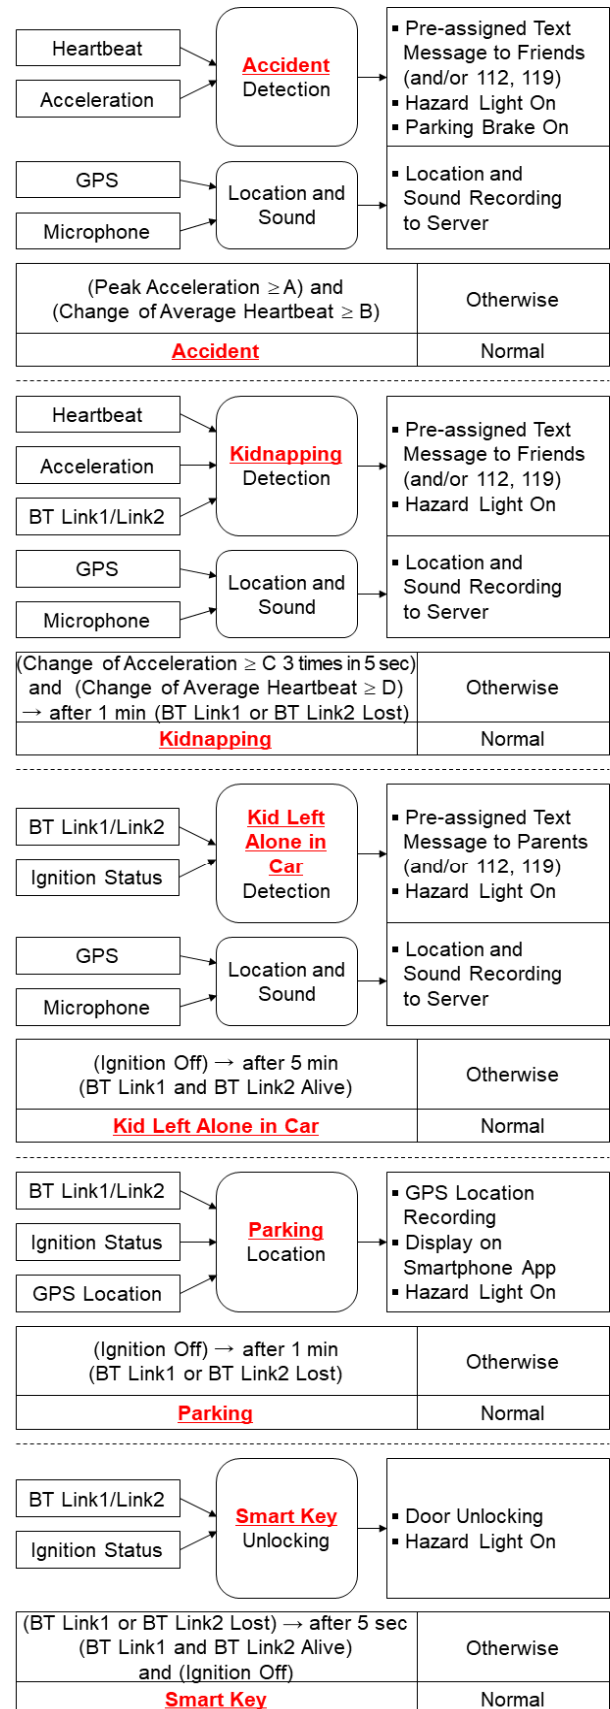 Heartbeat
Acceleration
Accident
Detection
▪ Pre-assigned Text
Message to Friends
(and/or 112, 119)
▪ Hazard Light On
▪ Parking Brake On
GPS
Microphone
Location and
Sound
▪ Location and
Sound Recording
to Server
(Peak Acceleration ≥ A) and
(Change of Average Heartbeat ≥ B)
Otherwise
Accident
Normal
Heartbeat
Acceleration
BT Link1/Link2
Kidnapping
Detection
▪ Pre-assigned Text
Message to Friends
(and/or 112, 119)
▪ Hazard Light On
GPS
Microphone
Location and
Sound
▪ Location and
Sound Recording
to Server
(Change of Acceleration ≥ C 3 times in 5 sec)
and (Change of Average Heartbeat ≥ D)
→ after 1 min (BT Link1 or BT Link2 Lost)
Otherwise
Kidnapping
Normal
BT Link1/Link2
Ignition Status
Kid Left
Alone in
Car
Detection
▪ Pre-assigned Text
Message to Parents
(and/or 112, 119)
▪ Hazard Light On
GPS
Microphone
Location and
Sound
▪ Location and
Sound Recording
to Server
(Ignition Off) → after 5 min
(BT Link1 and BT Link2 Alive)
Otherwise
Kid Left Alone in Car
Normal
BT Link1/Link2
Ignition Status
GPS Location
Parking
Location
▪ GPS Location
Recording
▪ Display on
Smartphone App
▪ Hazard Light On
(Ignition Off) → after 1 min
(BT Link1 or BT Link2 Lost)
Otherwise
Parking
Normal
BT Link1/Link2
Ignition Status
Smart Key
Unlocking
▪ Door Unlocking
▪ Hazard Light On
(BT Link1 or BT Link2 Lost) → after 5 sec
(BT Link1 and BT Link2 Alive)
and (Ignition Off)
Otherwise
Smart Key
Normal